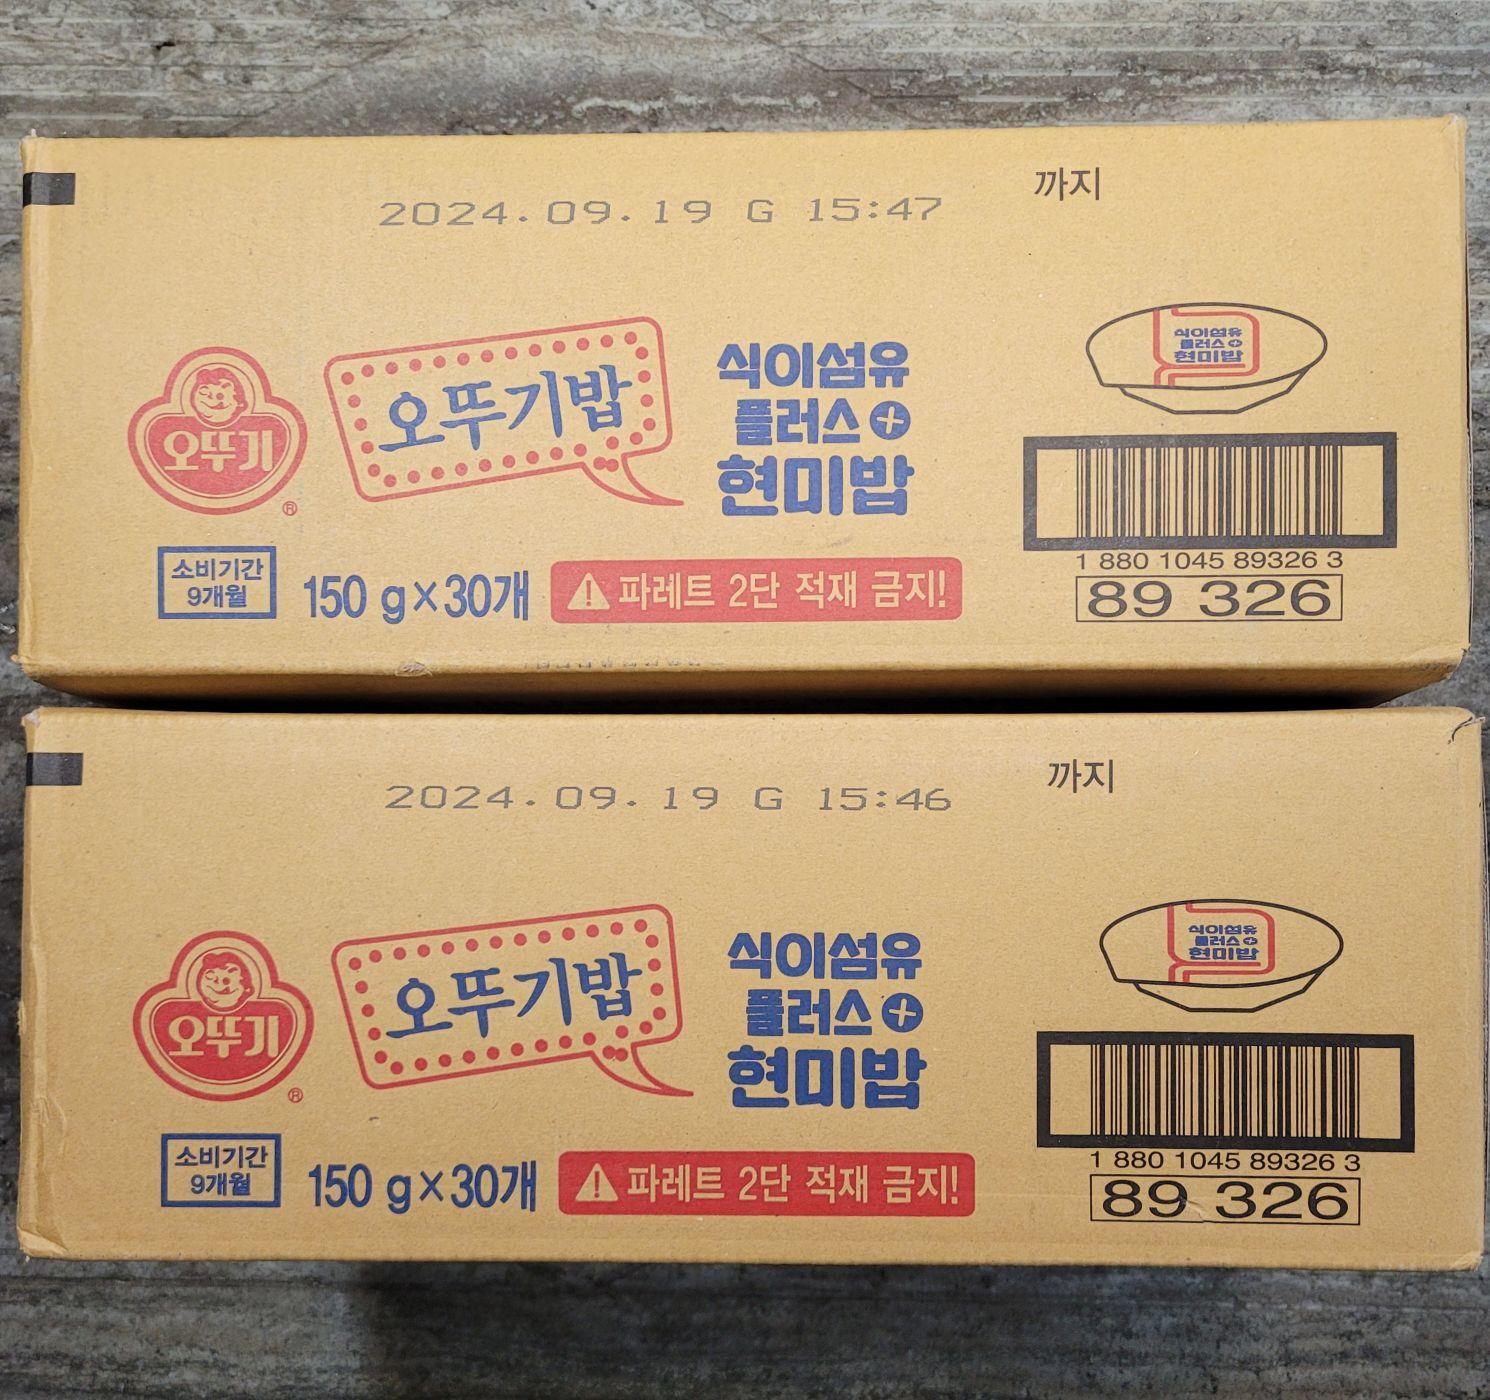 까지
2024.09.19 G 15:47
식이섬유
플러스+
현미밥
오뚜기
®
오뚜기밥
식이섬유
플러스+
현미밥
1 880 1045 89326 3
89 326
소비기간
9개월
150 g×30개
파레트 2단 적재 금지!
까지
2024.09.19 G 15:46
식이섬유
플러스+
현미밥
오뚜기
®
오뚜기밥
식이섬유
플러스+
현미밥
1 880 1045 89326 3
89 326
소비기간
9개월
150 g×30개
파레트 2단 적재 금지!